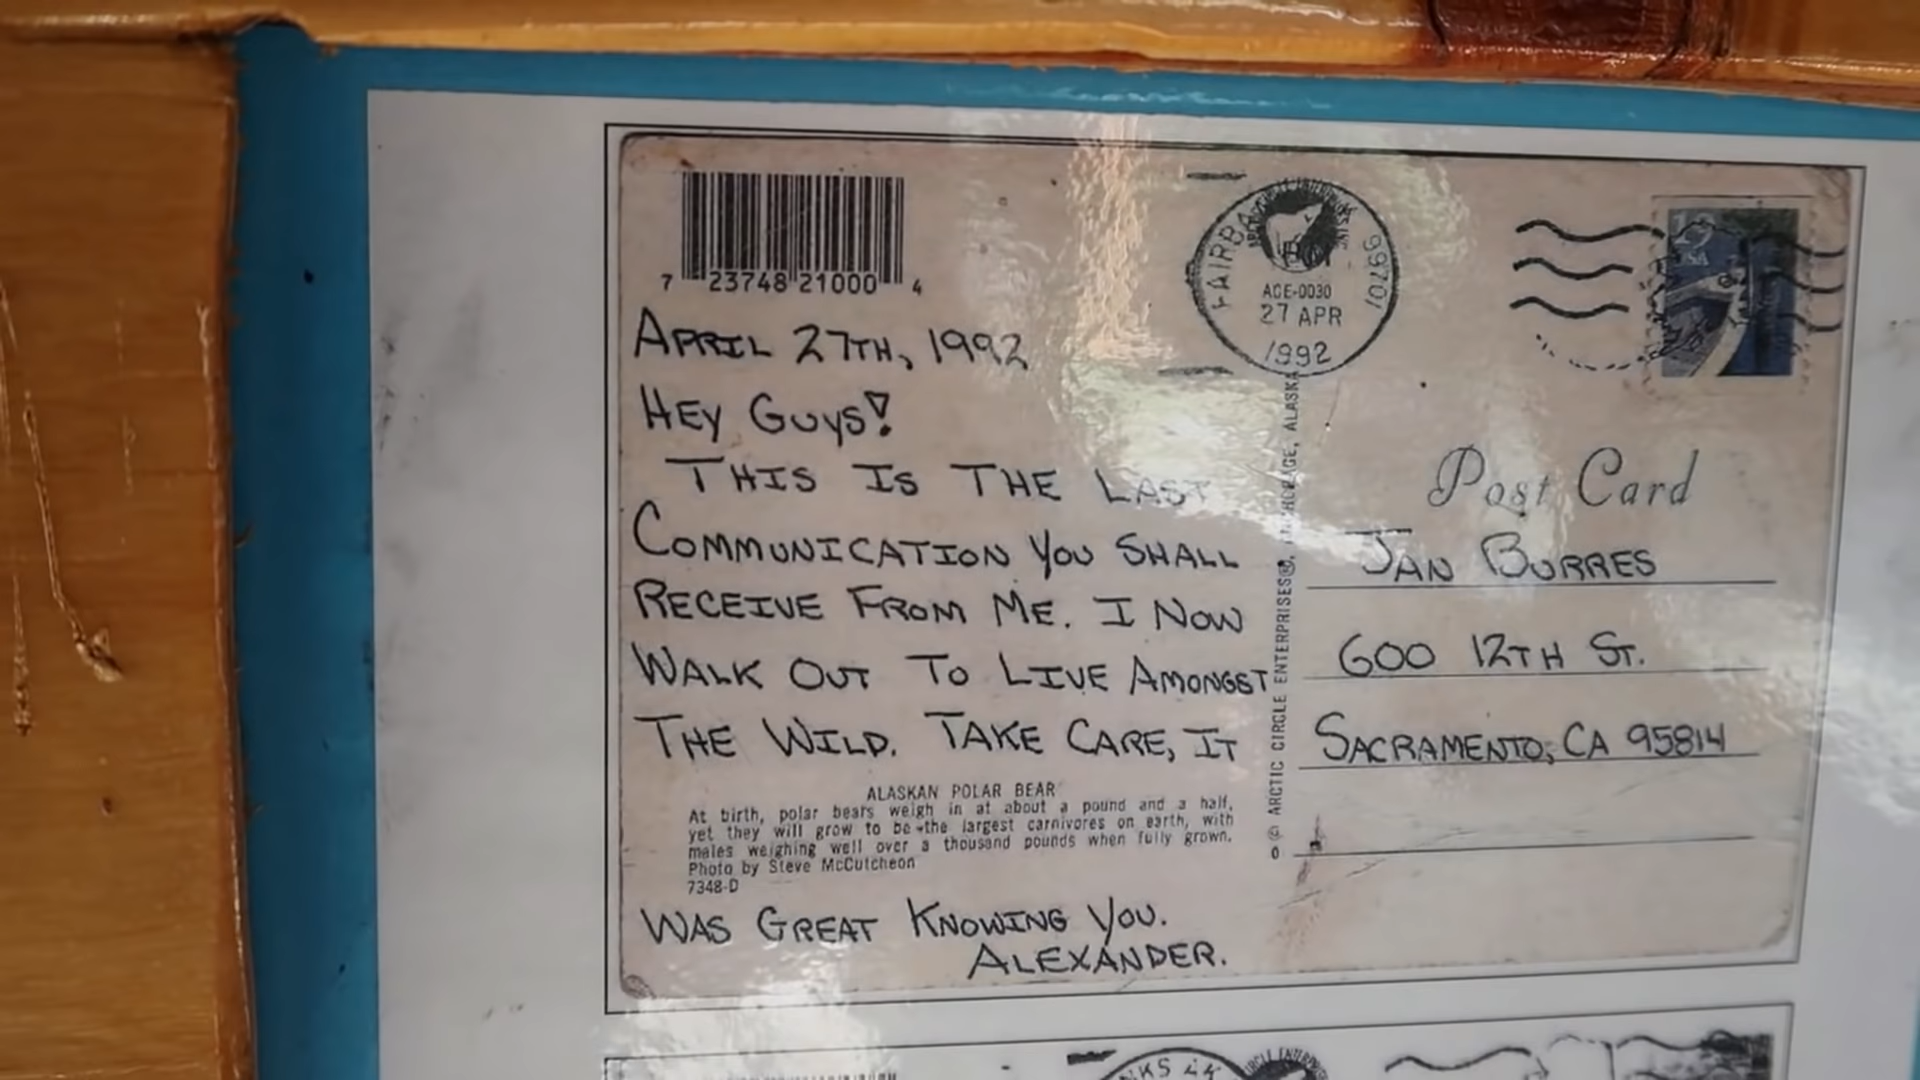 7 23748 21000 4
APRIL 27TH, 1992
HEY GUYS!
THIS IS THE LAST
COMMUNICATION YOU SHALL
RECEIVE FROM ME. I NOW
WALK OUT TO LIVE AMONGST
THE WILD. TAKE CARE, IT
ALASKAN POLAR BEAR
At birth, polar bears weigh in at about a pound and a half,
yet they will grow to be the largest carnivores on earth, with
males weighing well over a thousand pounds when fully grown.
Photo by Steve McCutcheon
7348-D
WAS GREAT KNOWING YOU.
ALEXANDER.
© ARCTIC CIRCLE ENTERPRISES®, ANCHORAGE, ALASKA
99701
ACE-0030
27 APR
1992
Post Card
JAN BURRES
600 12TH ST.
SACRAMENTO, CA 95814